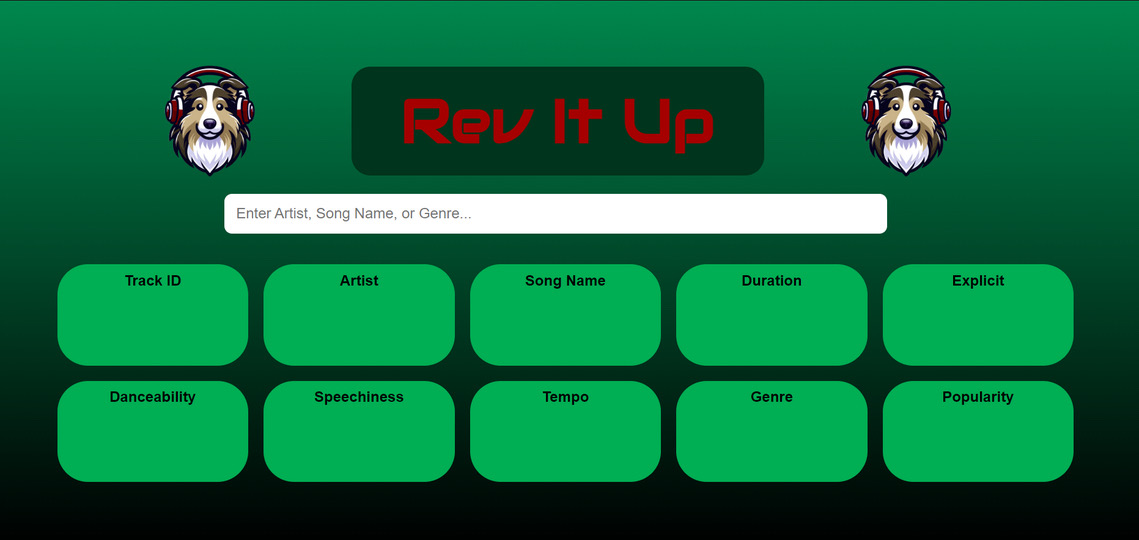 Rev It Up
Enter Artist, Song Name, or Genre...
Track ID
Artist
Song Name
Duration
Explicit
Danceability
Speechiness
Tempo
Genre
Popularity